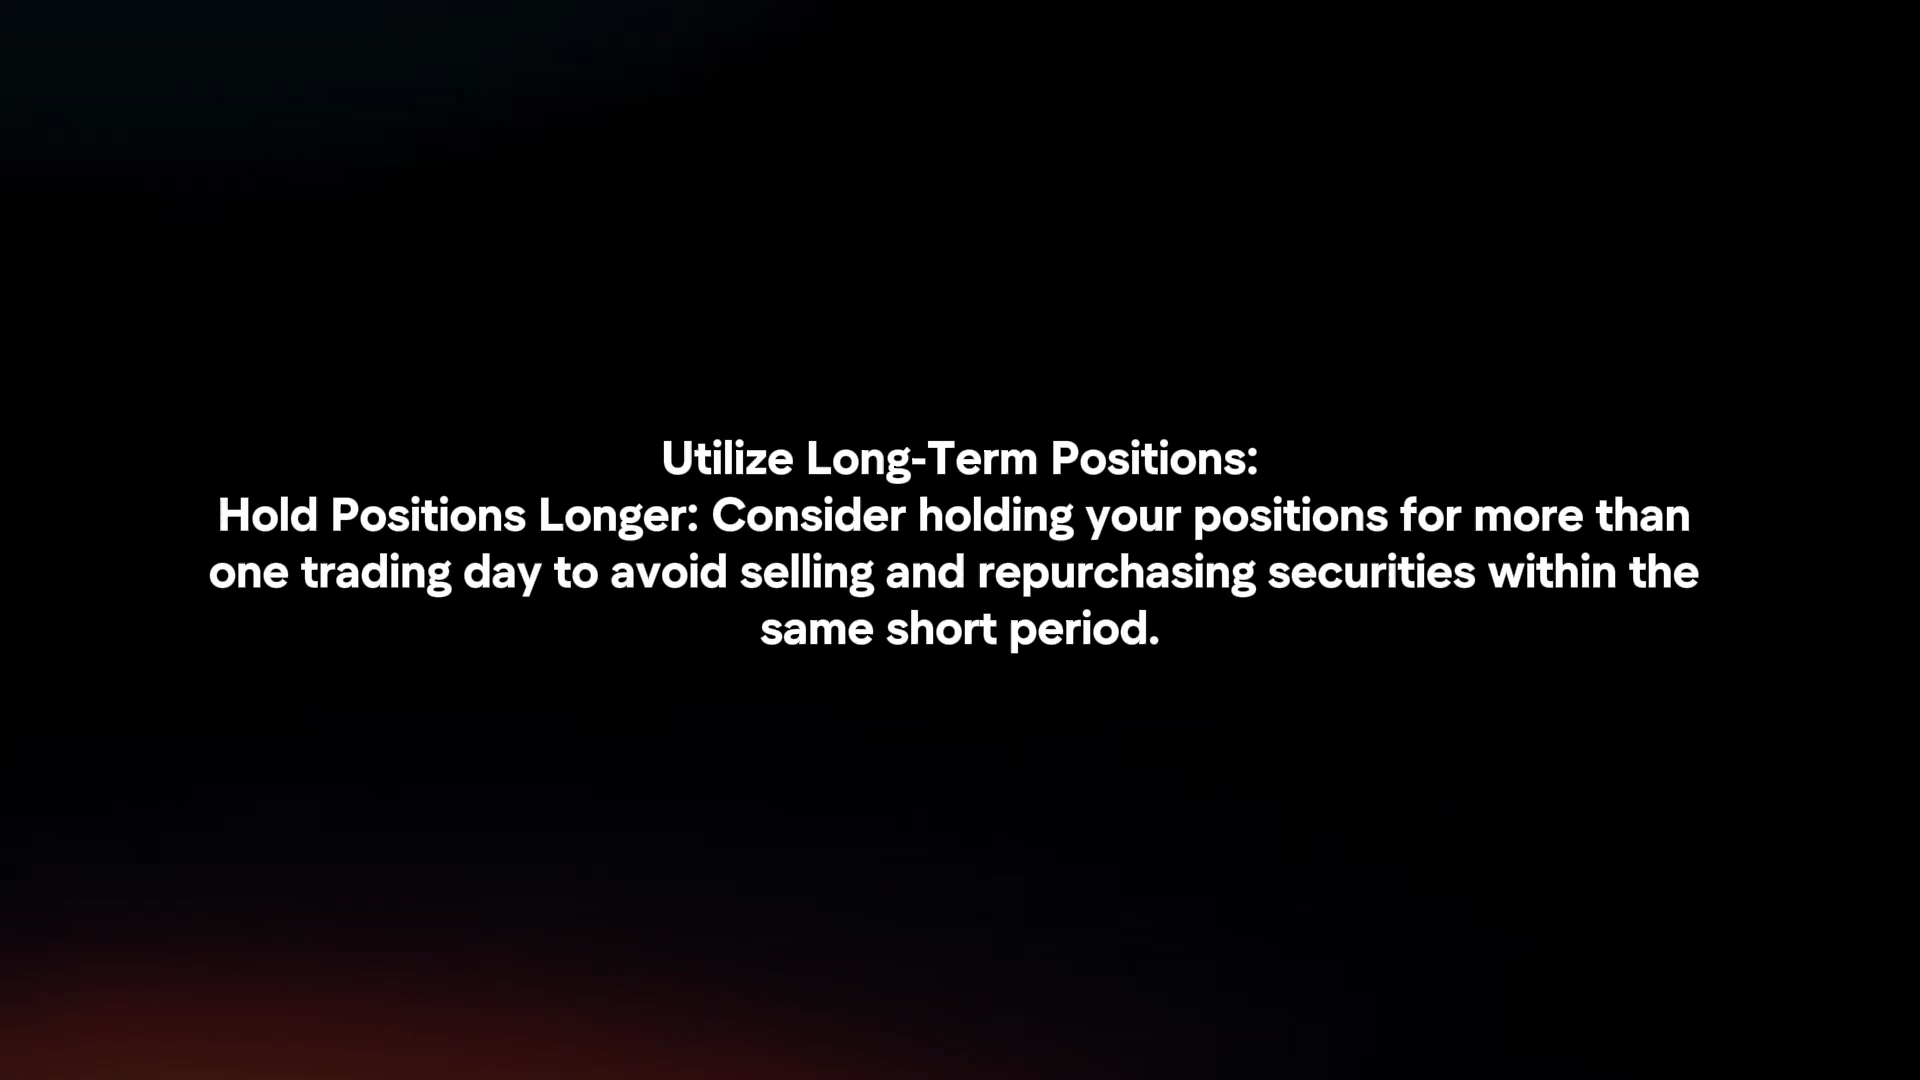 Utilize Long-Term Positions:
Hold Positions Longer: Consider holding your positions for more than
one trading day to avoid selling and repurchasing securities within the
same short period.